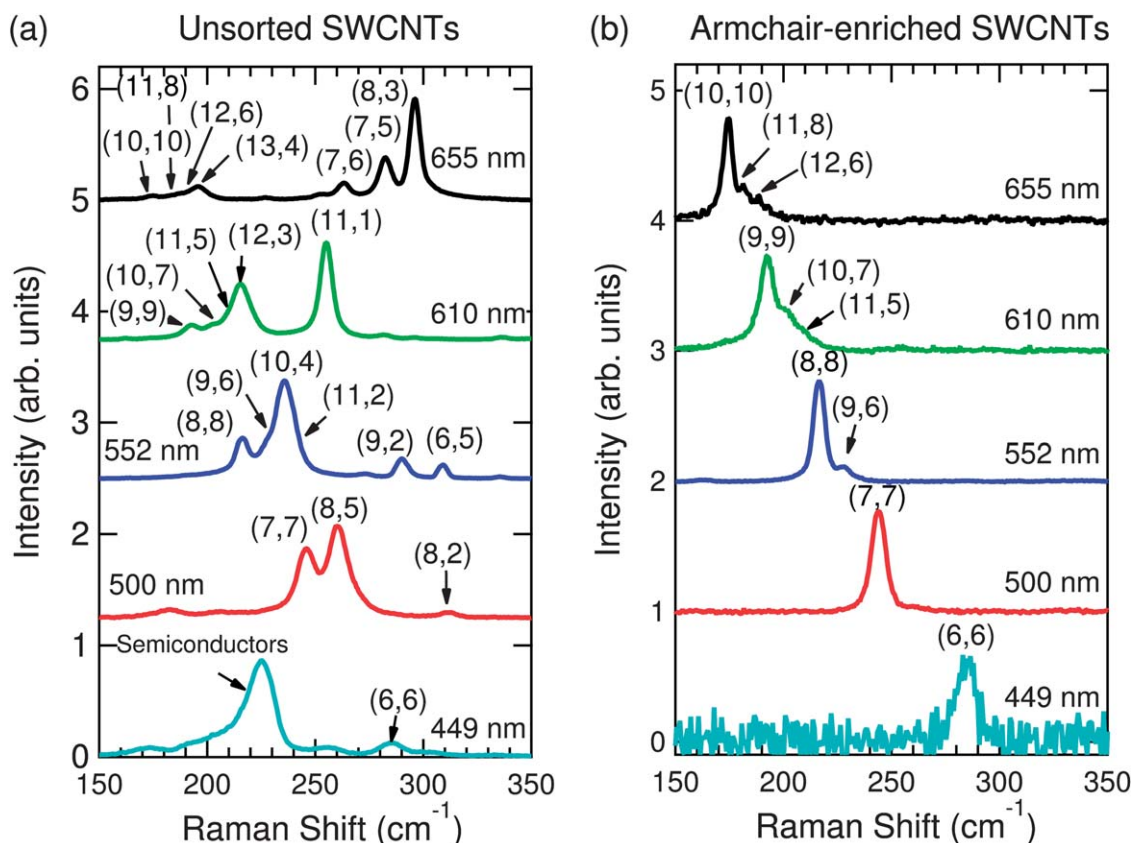 (a) Unsorted SWCNTs
6
5
4
3
2
1
0
Intensity (arb. units)
(11,8)
(12,6)
(10,10)
(13,4)
(8,3)
(7,5)
(7,6)
655 nm
(11,5)
(12,3)
(11,1)
(10,7)
(9,9)
610 nm
(10,4)
(9,6)
(11,2)
(8,8)
(9,2)
(6,5)
552 nm
(8,5)
(7,7)
(8,2)
500 nm
Semiconductors
(6,6)
449 nm
150 200 250 300 350
Raman Shift (cm-1)
(b) Armchair-enriched SWCNTs
5
4
3
2
1
0
Intensity (arb. units)
(10,10)
(11,8)
(12,6)
655 nm
(9,9)
(10,7)
(11,5)
610 nm
(8,8)
(9,6)
552 nm
(7,7)
500 nm
(6,6)
449 nm
150 200 250 300 350
Raman Shift (cm-1)